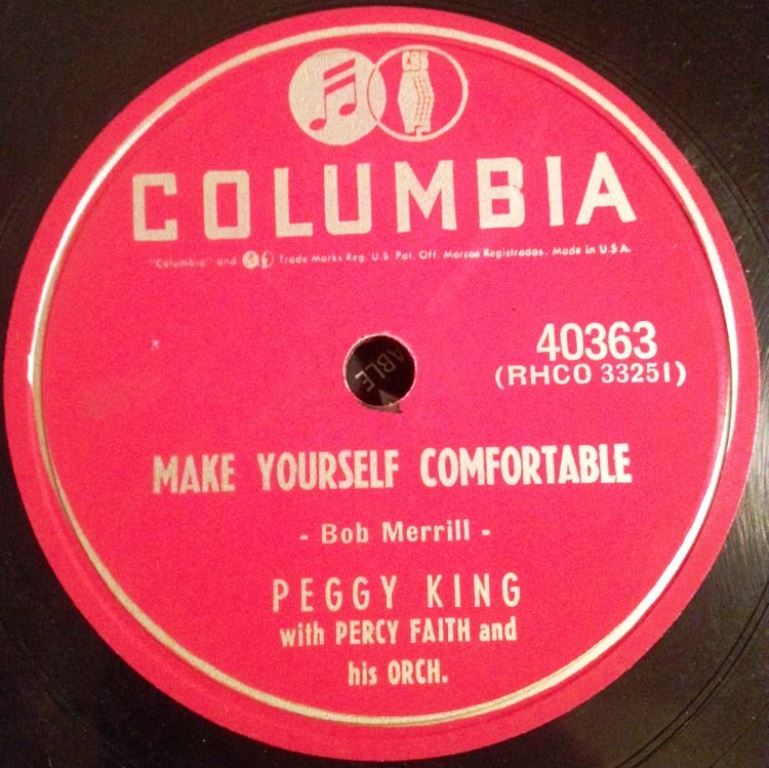 CBS
COLUMBIA
"Columbia" and Trade Marks Reg. U.S. Pat. Off. Marcas Registradas. Made in U.S.A.
40363
(RHCO 33251)
ABLE
MAKE YOURSELF COMFORTABLE
- Bob Merrill -
PEGGY KING
with PERCY FAITH and
his ORCH.